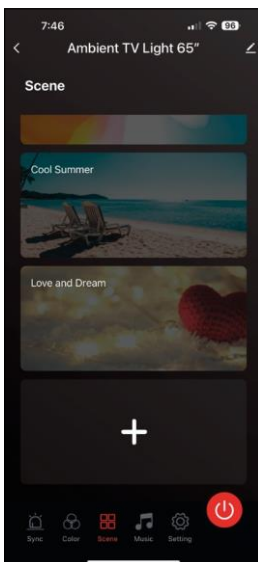 7:46
96
Ambient TV Light 65"
Scene
Cool Summer
Love and Dream
Sync Color Scene Music Setting